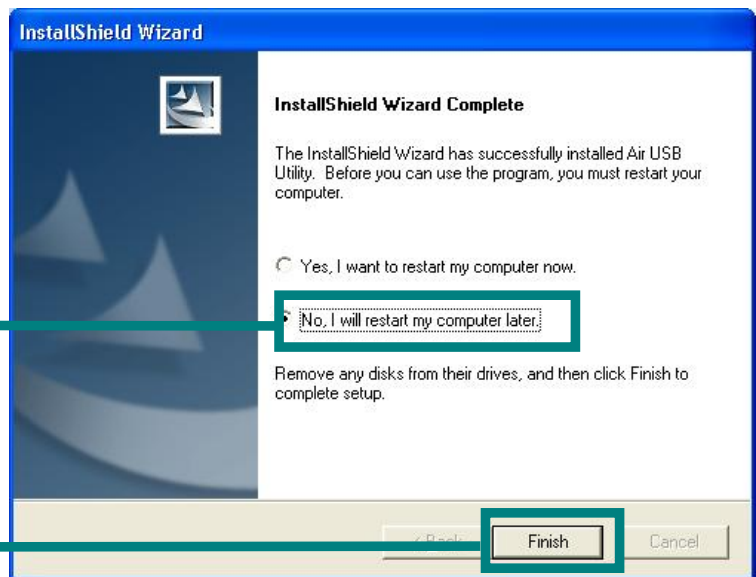 InstallShield Wizard
InstallShield Wizard Complete
The InstallShield Wizard has successfully installed Air USB
Utility. Before you can use the program, you must restart your
computer.
Yes, I want to restart my computer now.
No, I will restart my computer later.
Remove any disks from their drives, and then click Finish to
complete setup.
< Back Finish Cancel